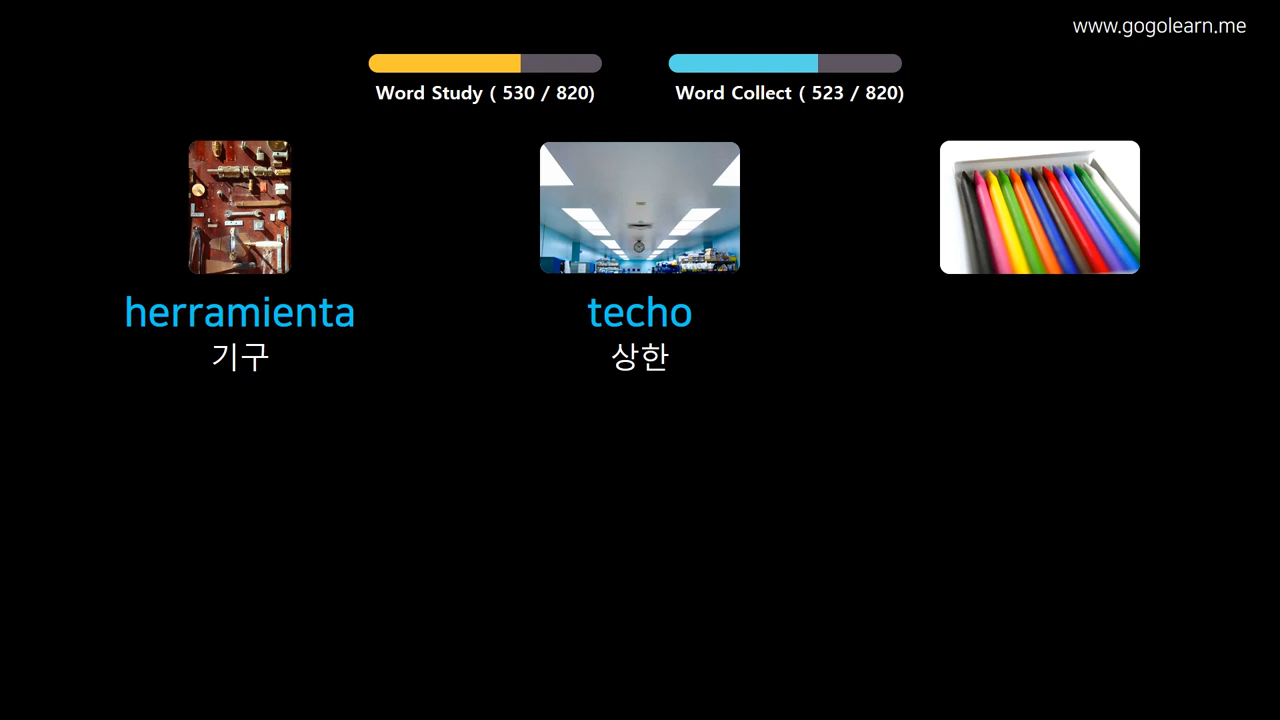 www.gogolearn.me
Word Study ( 530 / 820)
Word Collect ( 523 / 820)
herramienta
기구
techo
상한